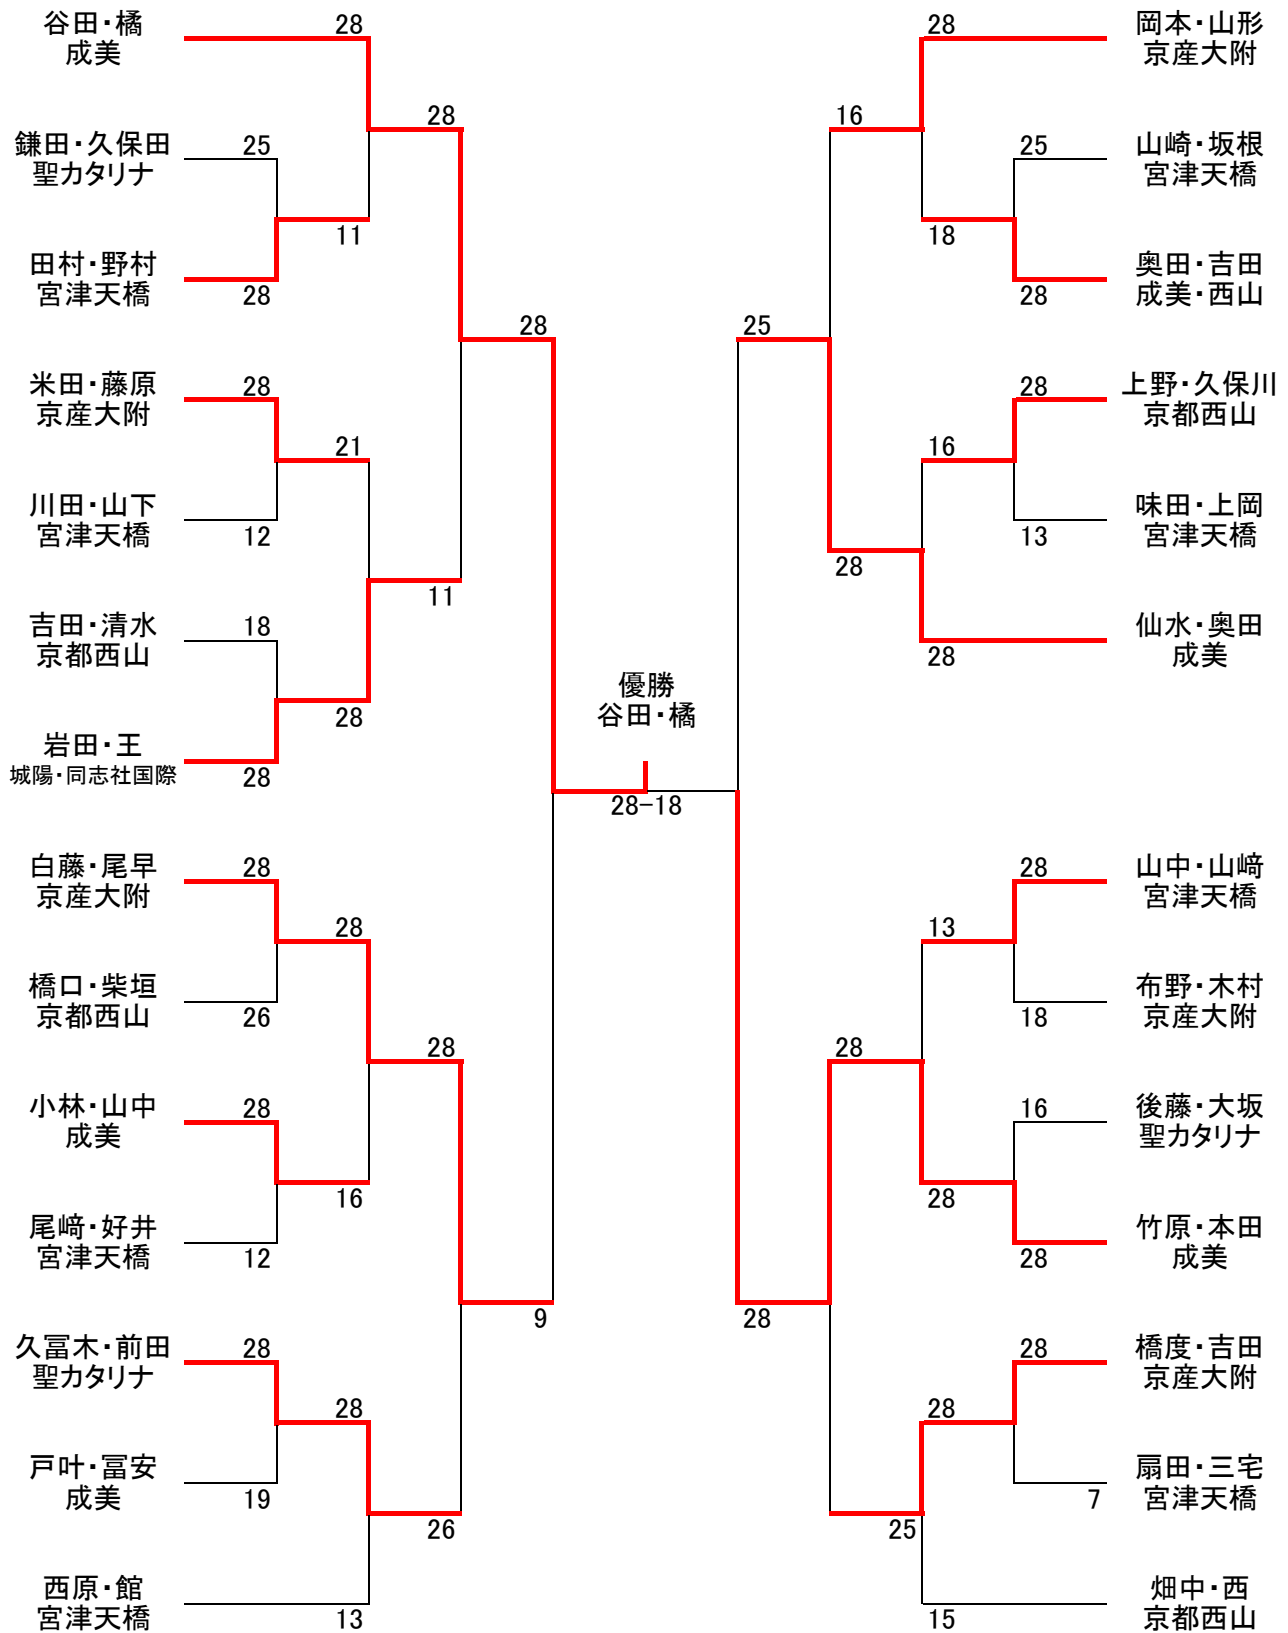 谷田・橘
成美
28
28
鎌田・久保田
聖カタリナ
25
11
田村・野村
宮津天橋
28
28
米田・藤原
京産大附
28
21
川田・山下
宮津天橋
12
11
吉田・清水
京都西山
18
28
岩田・王
城陽・同志社国際
28
白藤・尾早
京産大附
28
28
橋口・柴垣
京都西山
26
28
小林・山中
成美
28
16
尾﨑・好井
宮津天橋
12
9
久冨木・前田
聖カタリナ
28
28
戸叶・冨安
成美
19
26
西原・館
宮津天橋
13
優勝
谷田・橘
28-18
岡本・山形
京産大附
28
16
山崎・坂根
宮津天橋
25
18
奥田・吉田
成美・西山
28
25
上野・久保川
京都西山
28
16
味田・上岡
宮津天橋
13
28
仙水・奥田
成美
28
山中・山﨑
宮津天橋
28
13
布野・木村
京産大附
18
28
後藤・大坂
聖カタリナ
16
28
竹原・本田
成美
28
28
橋度・吉田
京産大附
28
28
扇田・三宅
宮津天橋
7
25
畑中・西
京都西山
15